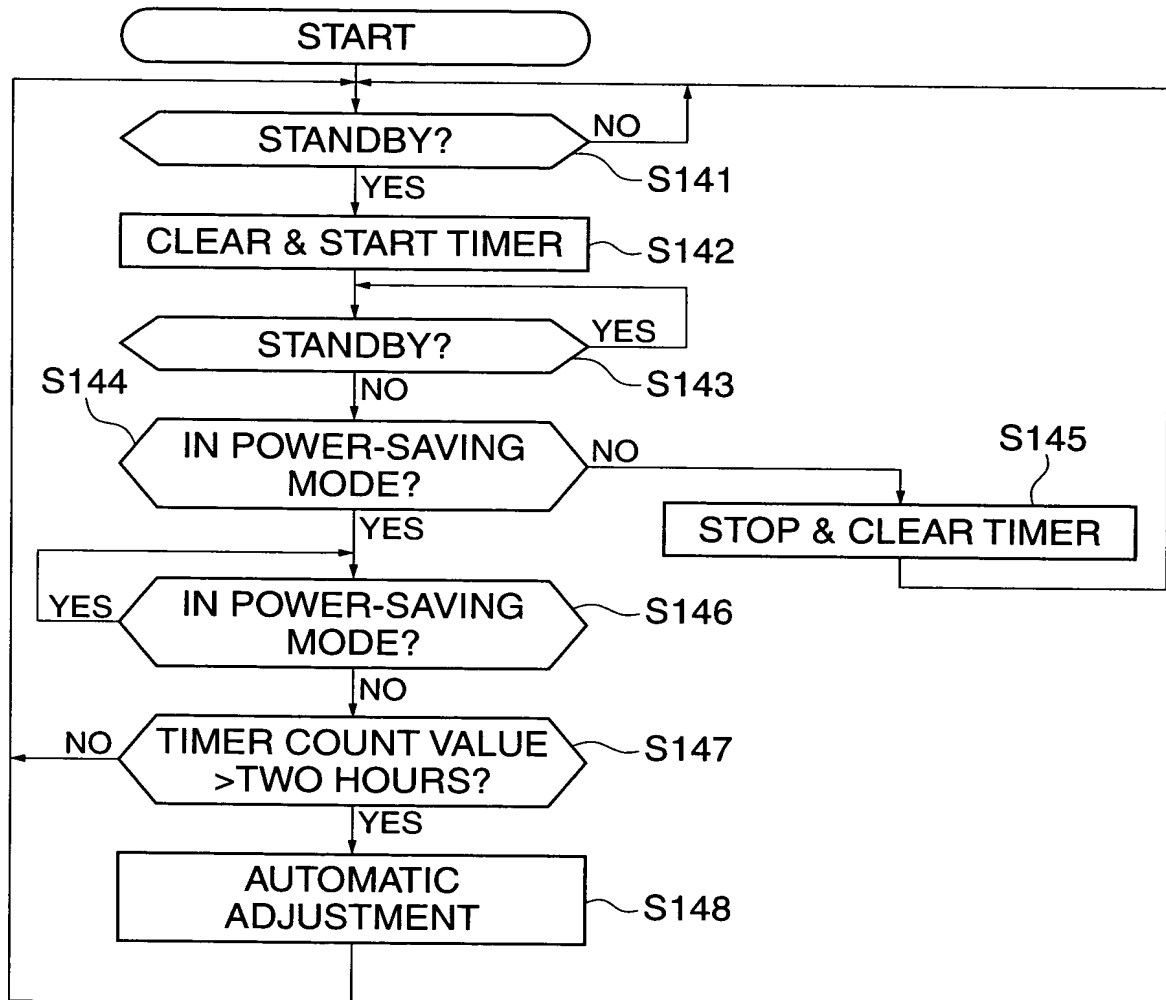 START
STANDBY?
NO
S141
YES
CLEAR & START TIMER
S142
STANDBY?
YES
S143
NO
S144
IN POWER-SAVING
MODE?
NO
S145
STOP & CLEAR TIMER
YES
IN POWER-SAVING
MODE?
YES
S146
NO
TIMER COUNT VALUE
>TWO HOURS?
NO
S147
YES
AUTOMATIC
ADJUSTMENT
S148